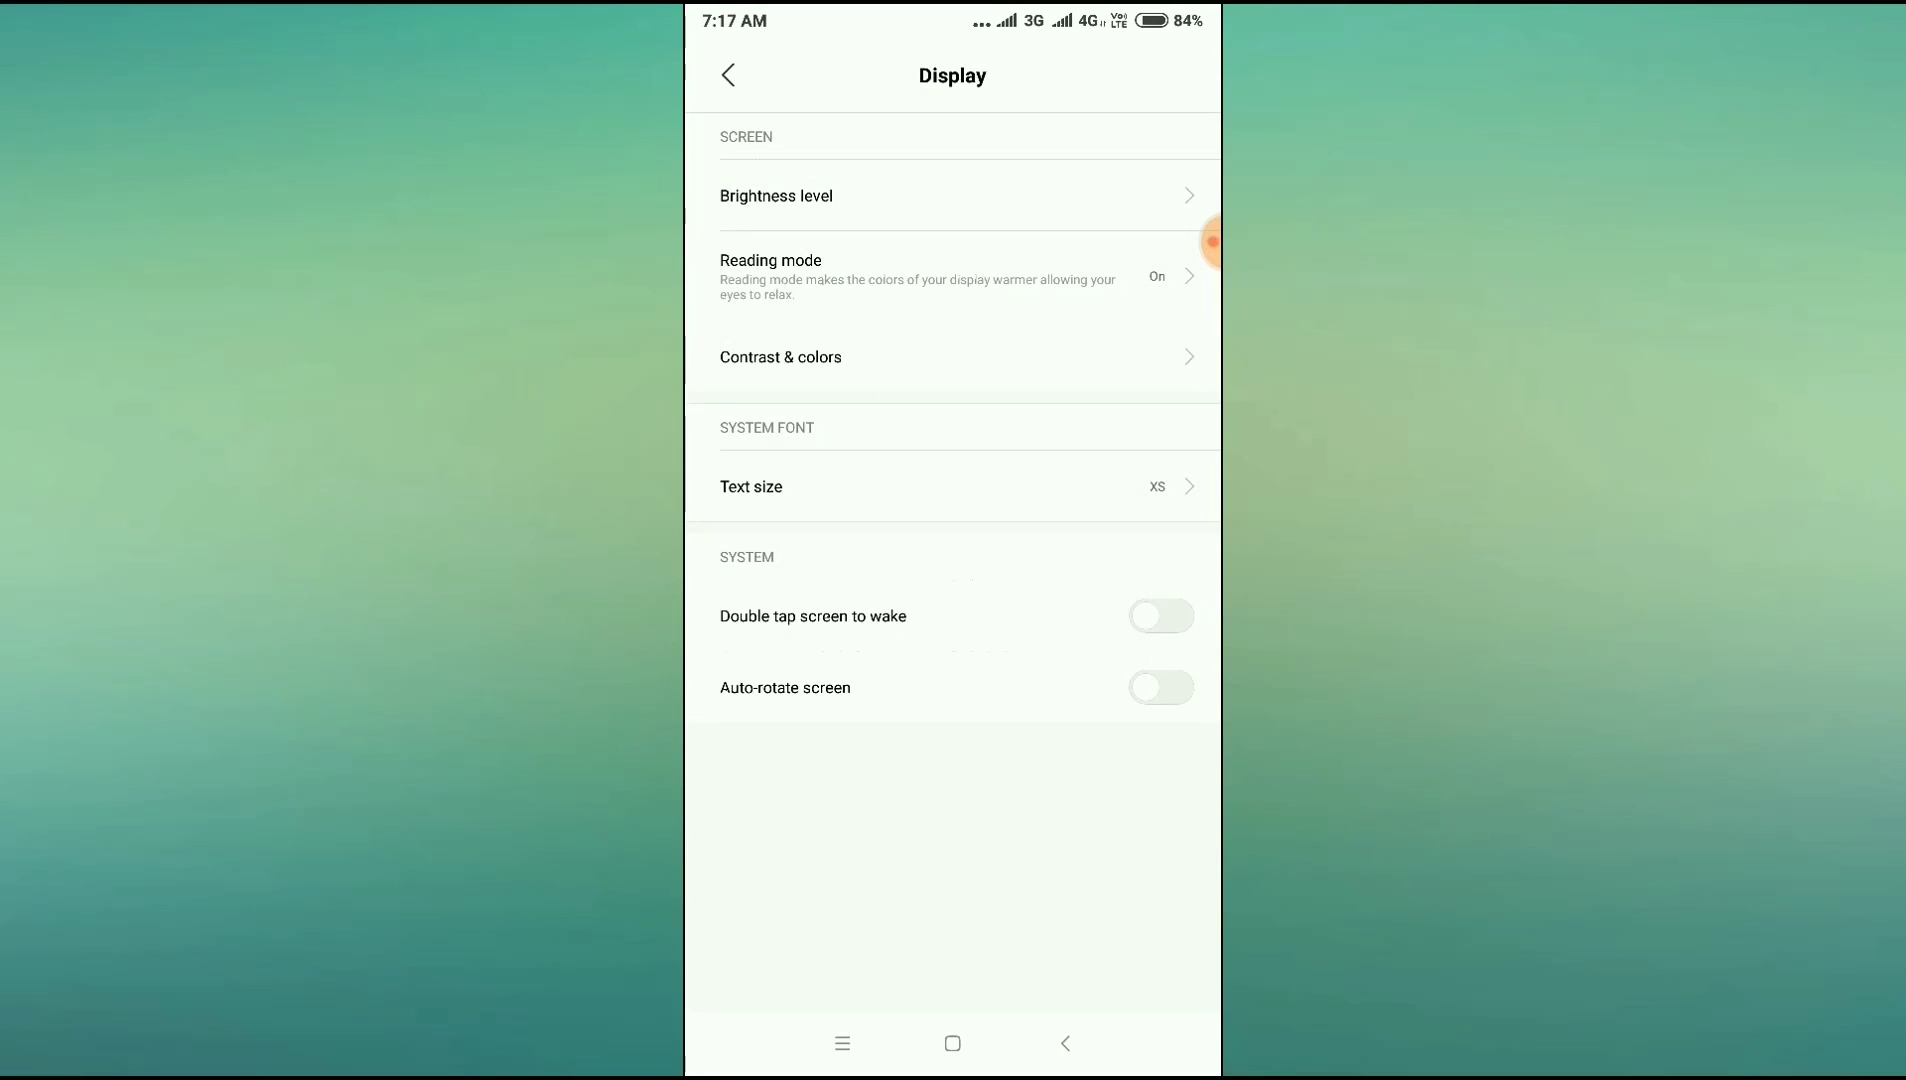 7:17 AM ... 3G 4G Vo) LTE 84%
Display
SCREEN
Brightness level
Reading mode
Reading mode makes the colors of your display warmer allowing your
eyes to relax.
On
Contrast & colors
SYSTEM FONT
Text size XS
SYSTEM
Double tap screen to wake
Auto-rotate screen